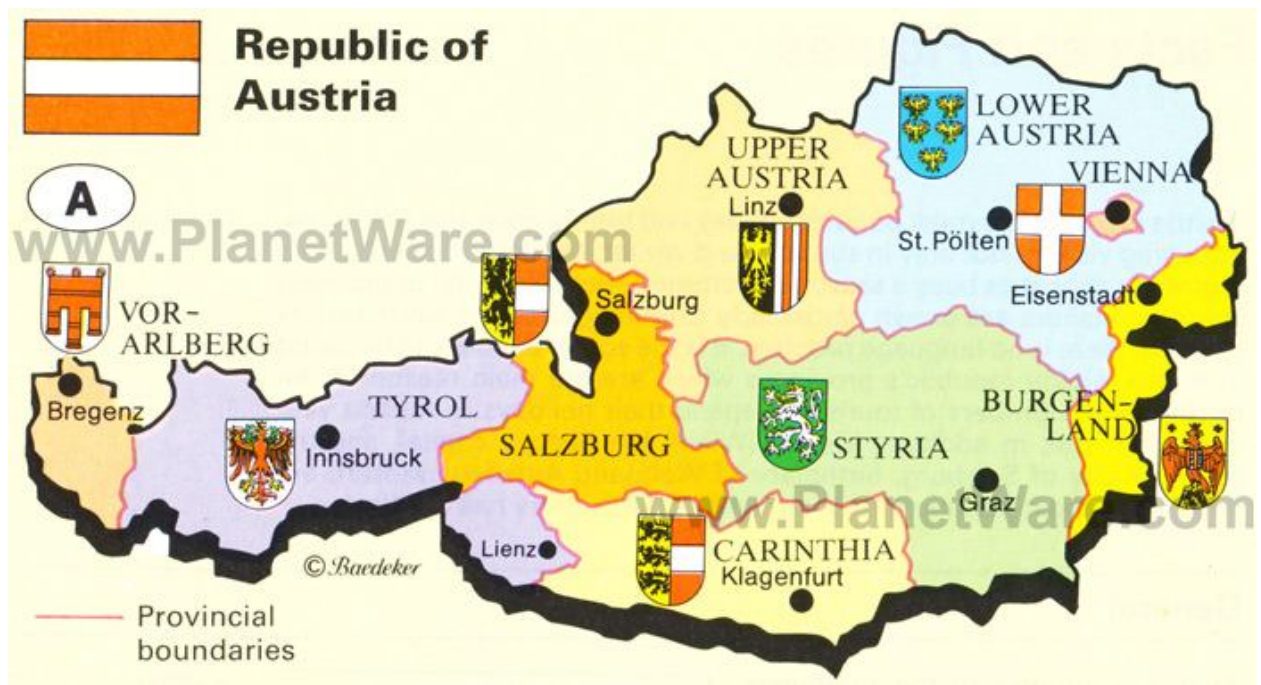 Republic of
Austria
A
www.PlanetWare.com
VOR-
ARLBERG
Bregenz
TYROL
Innsbruck
Lienz
© Baedeker
SALZBURG
Salzburg
UPPER
AUSTRIA
Linz
LOWER
AUSTRIA
VIENNA
St. Pölten
Eisenstadt
BURGEN-
LAND
STYRIA
Graz
www.PlanetWare.com
CARINTHIA
Klagenfurt
Provincial
boundaries